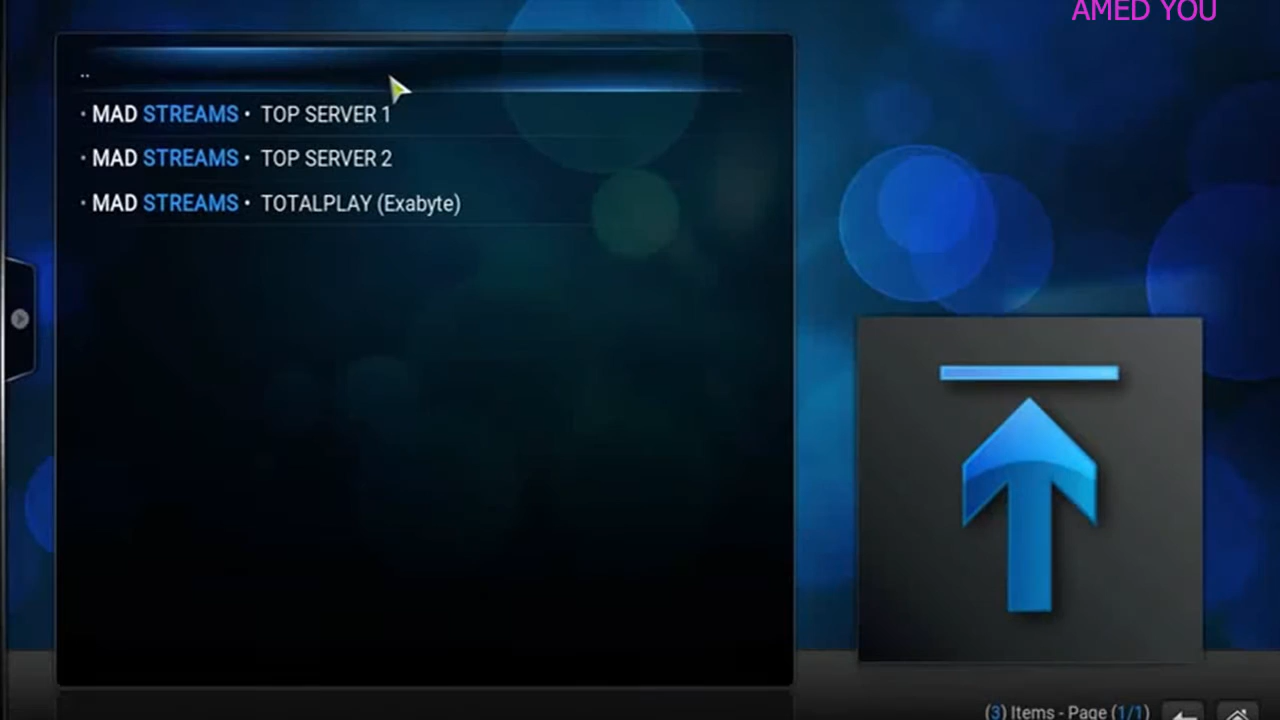 AMED YOU
..
• MAD STREAMS • TOP SERVER 1
• MAD STREAMS • TOP SERVER 2
• MAD STREAMS • TOTALPLAY (Exabyte)
(3) Items - Page (1/1)